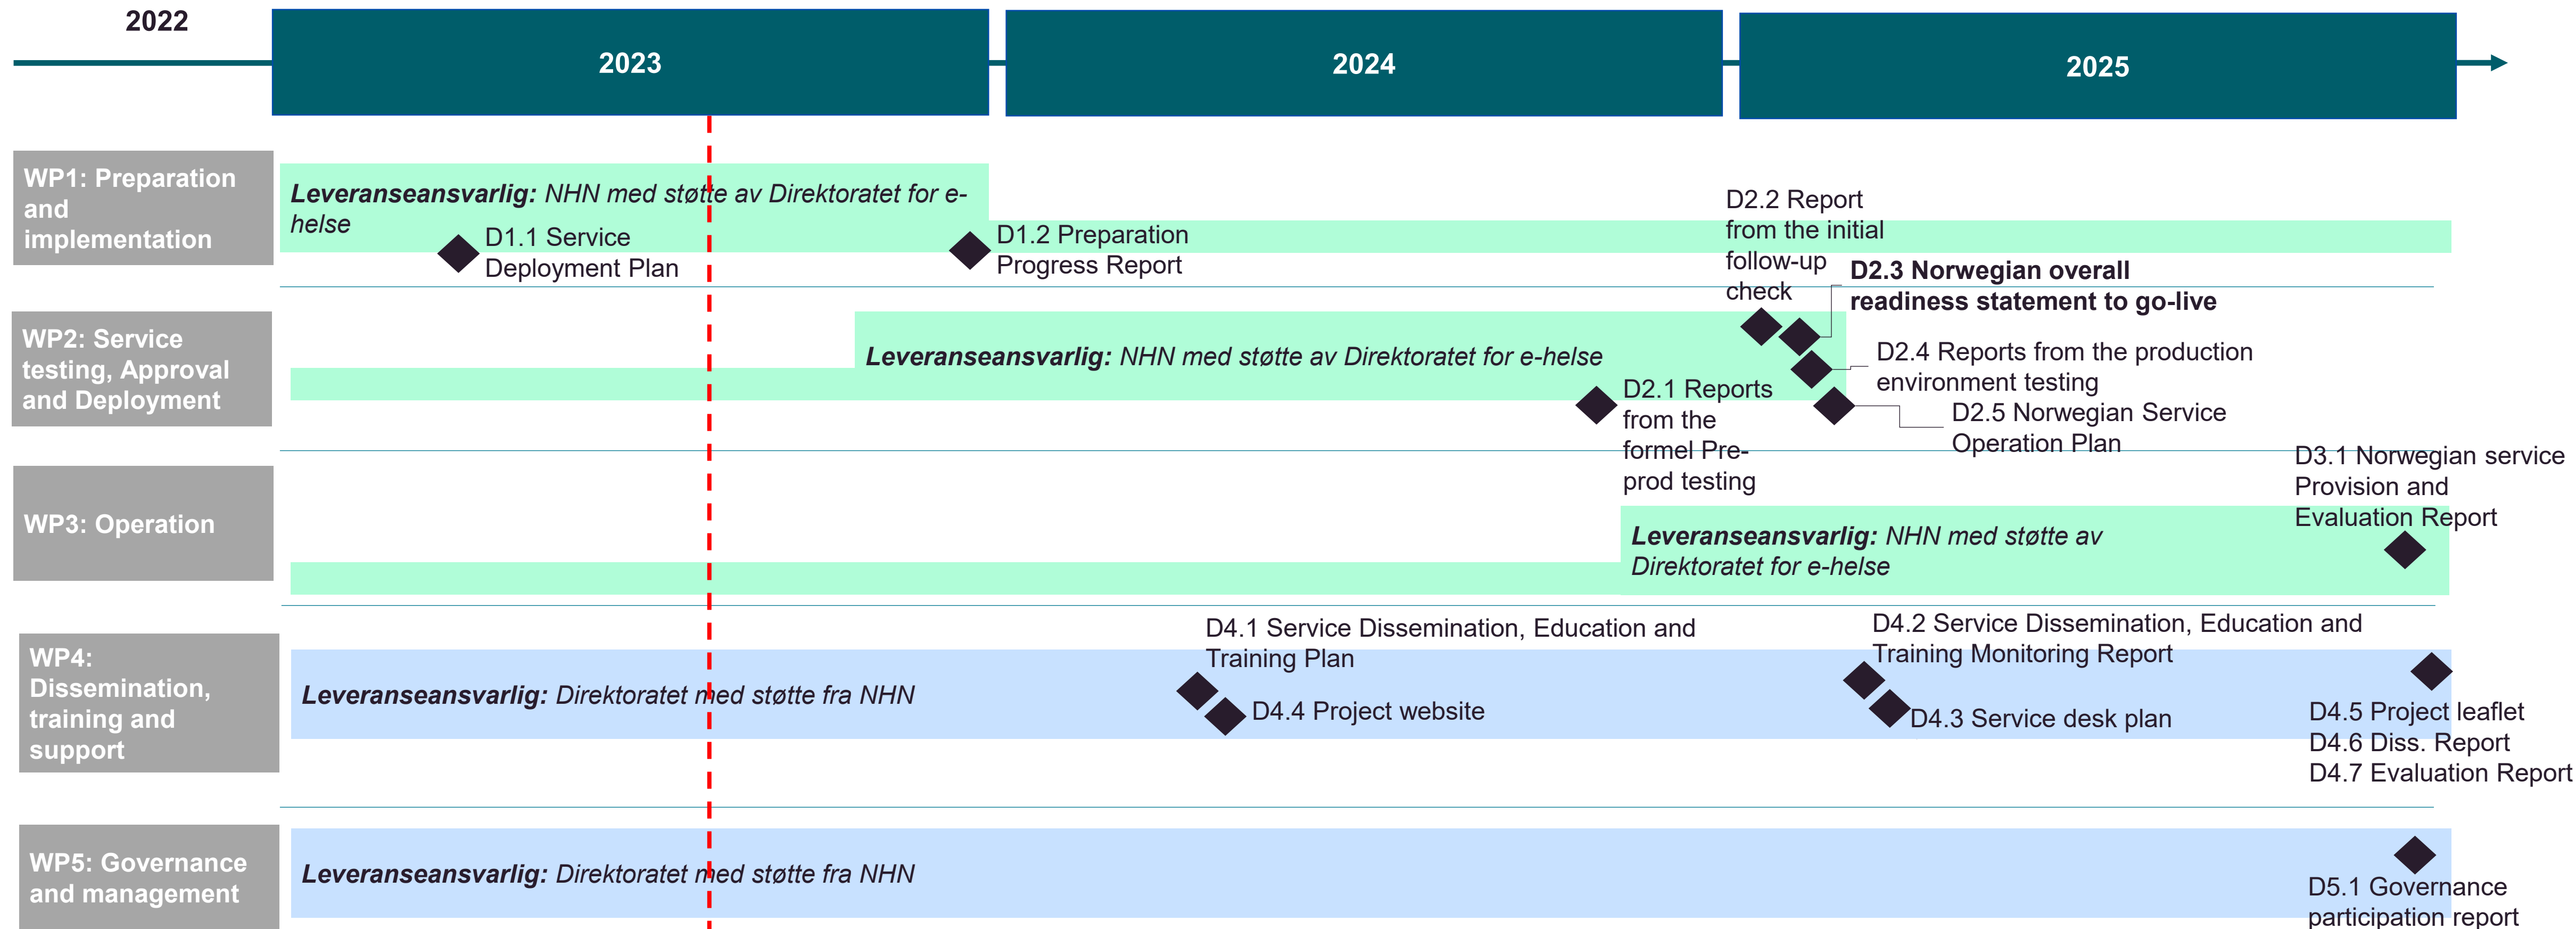 2022
2023
2024
2025
WP1: Preparation
and
implementation
Leveranseansvarlig: NHN med støtte av Direktoratet for e-
helse
D1.1 Service
Deployment Plan
D1.2 Preparation
Progress Report
D2.2 Report
from the initial
follow-up
check
D2.3 Norwegian overall
readiness statement to go-live
WP2: Service
testing, Approval
and Deployment
Leveranseansvarlig: NHN med støtte av Direktoratet for e-helse
D2.4 Reports from the production
environment testing
D2.1 Reports
from the
formel Pre-
prod testing
D2.5 Norwegian Service
Operation Plan
WP3: Operation
Leveranseansvarlig: NHN med støtte av
Direktoratet for e-helse
D3.1 Norwegian service
Provision and
Evaluation Report
WP4:
Dissemination,
training and
support
Leveranseansvarlig: Direktoratet med støtte fra NHN
D4.1 Service Dissemination, Education and
Training Plan
D4.4 Project website
D4.2 Service Dissemination, Education and
Training Monitoring Report
D4.3 Service desk plan
D4.5 Project leaflet
D4.6 Diss. Report
D4.7 Evaluation Report
WP5: Governance
and management
Leveranseansvarlig: Direktoratet med støtte fra NHN
D5.1 Governance
participation report